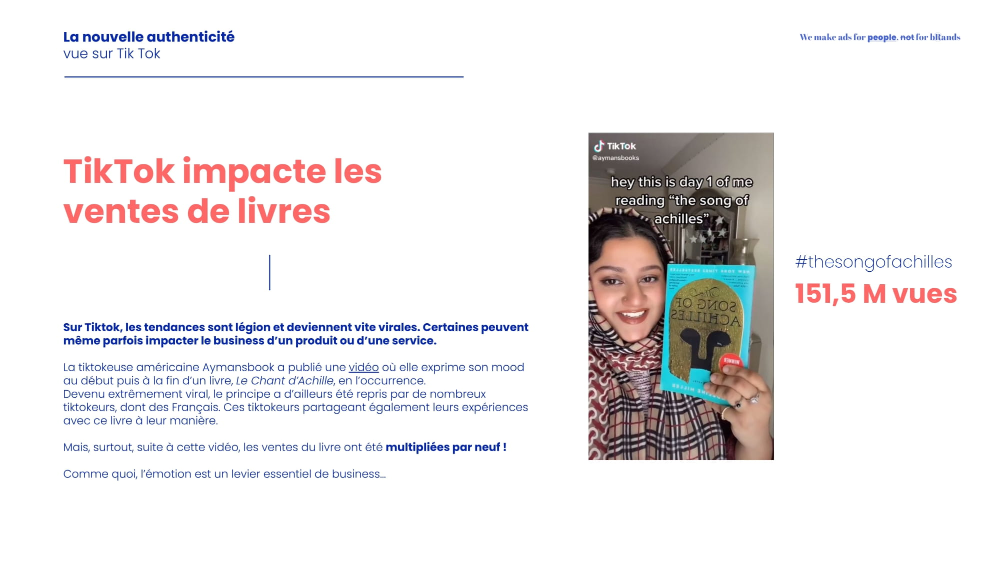 La nouvelle authenticité
vue sur Tik Tok
We make ads for people. not for bRands
TikTok impacte les
ventes de livres
Sur Tiktok, les tendances sont légion et deviennent vite virales. Certaines peuvent
même parfois impacter le business d’un produit ou d’une service.
La tiktokeuse américaine Aymansbook a publié une vidéo où elle exprime son mood
au début puis à la fin d’un livre, Le Chant d’Achille, en l’occurrence.
Devenu extrêmement viral, le principe a d’ailleurs été repris par de nombreux
tiktokeurs, dont des Français. Ces tiktokeurs partageant également leurs expériences
avec ce livre à leur manière.
Mais, surtout, suite à cette vidéo, les ventes du livre ont été multipliées par neuf !
Comme quoi, l’émotion est un levier essentiel de business…
TikTok
@aymansbooks
hey this is day 1 of me
reading “the song of
achilles”
NEW YORK TIMES BESTSELLER
The
SONG OF
ACHILLES
WINNER
MILLER
#thesongofachilles
151,5 M vues